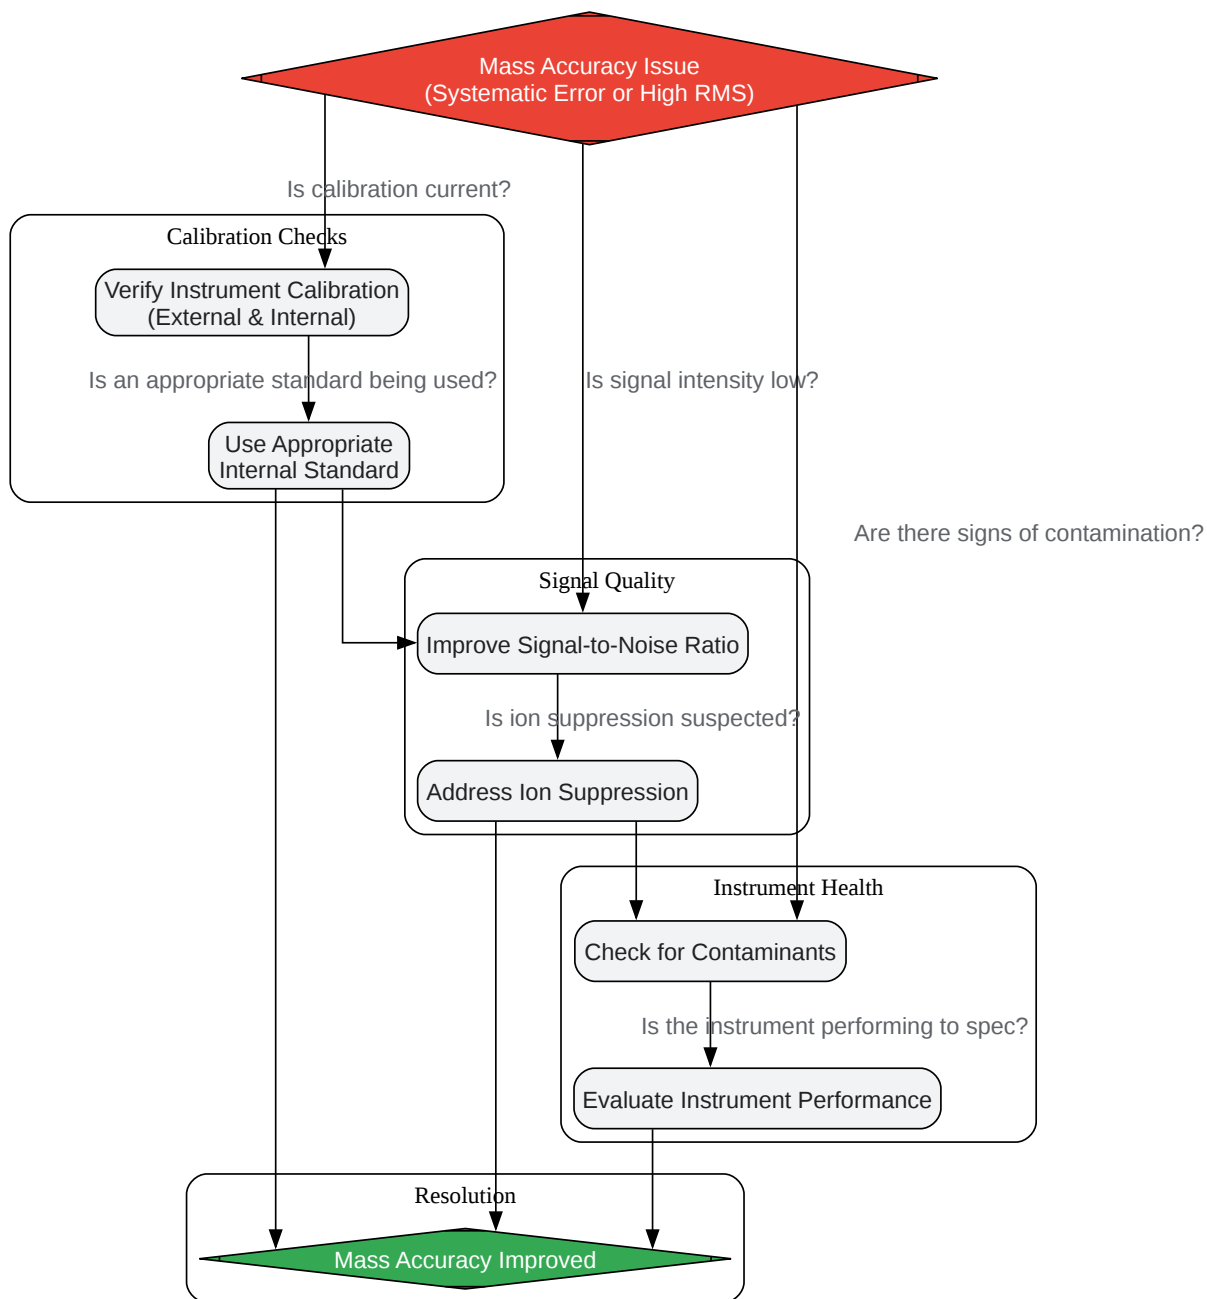 Mass Accuracy Issue
(Systematic Error or High RMS)
Is calibration current?
Calibration Checks
Verify Instrument Calibration
(External & Internal)
Is an appropriate standard being used?
Is signal intensity low?
Use Appropriate
Internal Standard
Are there signs of contamination?
Signal Quality
Improve Signal-to-Noise Ratio
Is ion suppression suspected?
Address Ion Suppression
Instrument Health
Check for Contaminants
Is the instrument performing to spec?
Evaluate Instrument Performance
Resolution
Mass Accuracy Improved